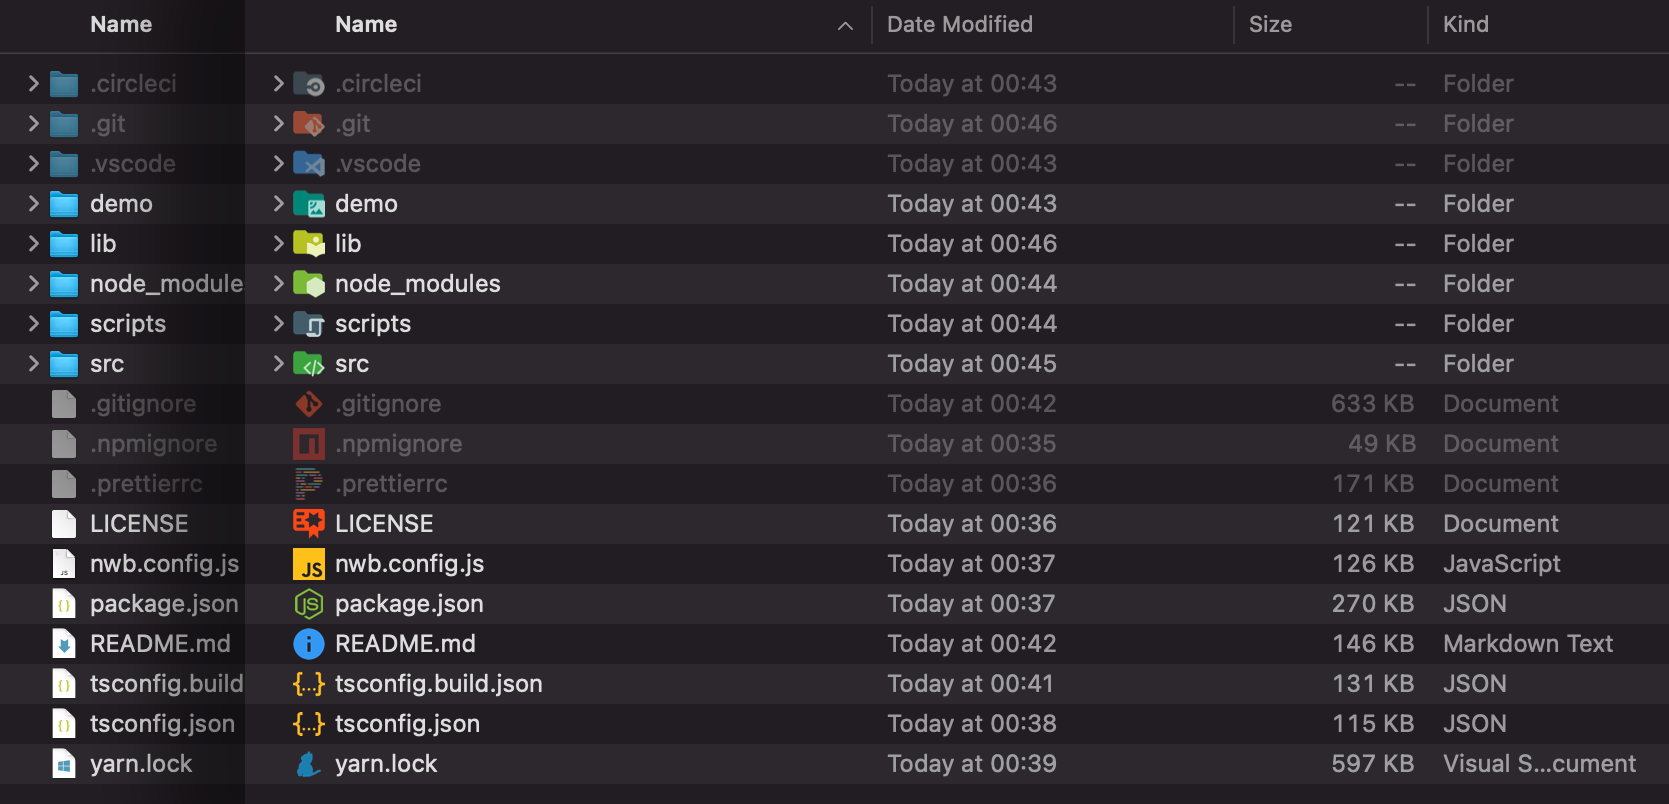 Name Name Date Modified Size Kind
.circleci .circleci Today at 00:43 -- Folder
.git .git Today at 00:46 -- Folder
.vscode .vscode Today at 00:43 -- Folder
demo demo Today at 00:43 -- Folder
lib lib Today at 00:46 -- Folder
node_module node_modules Today at 00:44 -- Folder
scripts scripts Today at 00:44 -- Folder
src src Today at 00:45 -- Folder
.gitignore .gitignore Today at 00:42 633 KB Document
.npmignore .npmignore Today at 00:35 49 KB Document
.prettierrc .prettierrc Today at 00:36 171 KB Document
LICENSE LICENSE Today at 00:36 121 KB Document
JS nwb.config.js JS nwb.config.js Today at 00:37 126 KB JavaScript
{} package.json JS package.json Today at 00:37 270 KB JSON
README.md i README.md Today at 00:42 146 KB Markdown Text
{} tsconfig.build {...} tsconfig.build.json Today at 00:41 131 KB JSON
{} tsconfig.json {...} tsconfig.json Today at 00:38 115 KB JSON
yarn.lock yarn.lock Today at 00:39 597 KB Visual S...cument